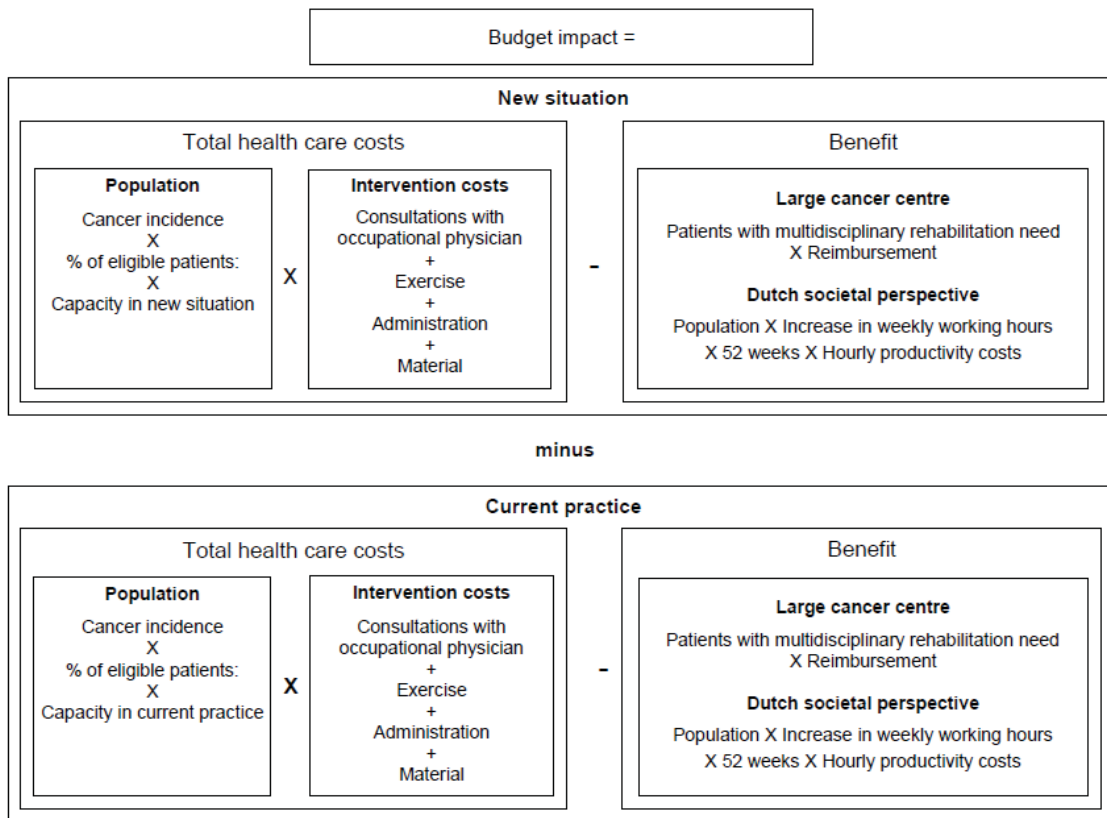 Budget impact =
New situation
Total health care costs
Population
Cancer incidence
X
% of eligible patients:
X
Capacity in new situation
X
Intervention costs
Consultations with
occupational physician
+
Exercise
+
Administration
+
Material
-
Benefit
Large cancer centre
Patients with multidisciplinary rehabilitation need
X Reimbursement
Dutch societal perspective
Population X Increase in weekly working hours
X 52 weeks X Hourly productivity costs
minus
Current practice
Total health care costs
Population
Cancer incidence
X
% of eligible patients:
X
Capacity in current practice
X
Intervention costs
Consultations with
occupational physician
+
Exercise
+
Administration
+
Material
-
Benefit
Large cancer centre
Patients with multidisciplinary rehabilitation need
X Reimbursement
Dutch societal perspective
Population X Increase in weekly working hours
X 52 weeks X Hourly productivity costs